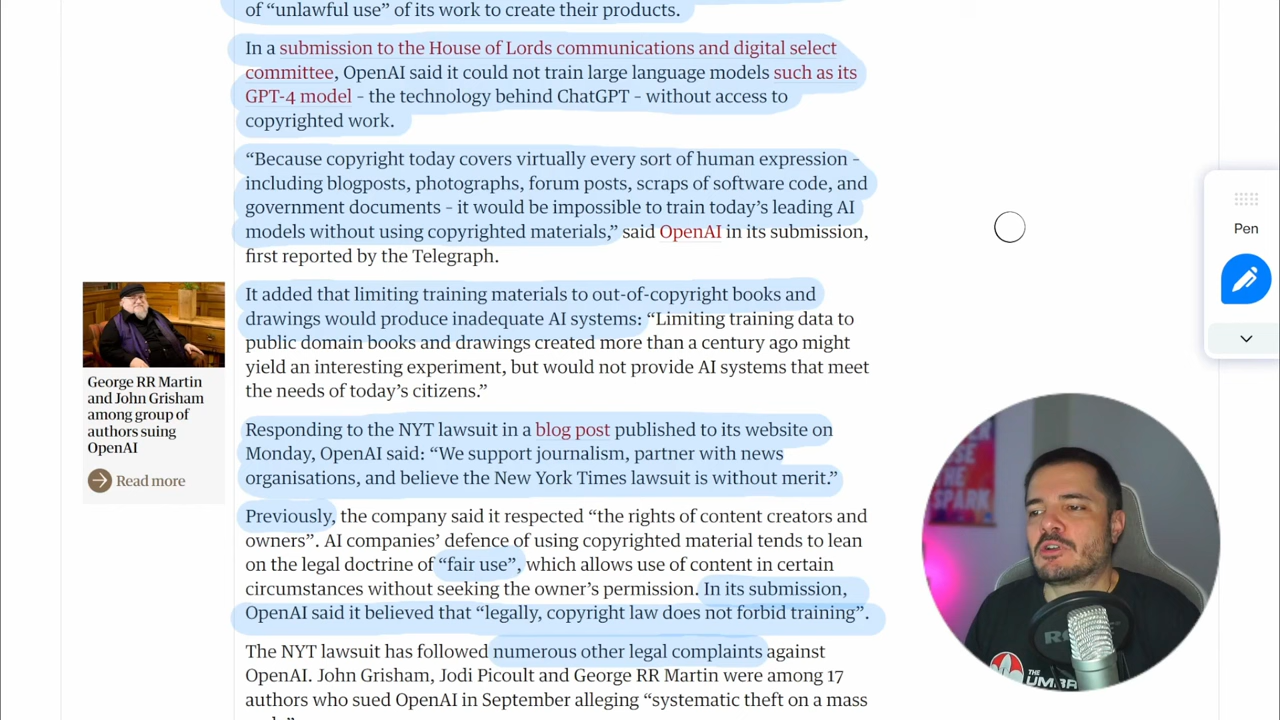 of “unlawful use” of its work to create their products.
In a submission to the House of Lords communications and digital select
committee, OpenAI said it could not train large language models such as its
GPT-4 model – the technology behind ChatGPT – without access to
copyrighted work.
“Because copyright today covers virtually every sort of human expression –
including blogposts, photographs, forum posts, scraps of software code, and
government documents – it would be impossible to train today’s leading AI
models without using copyrighted materials,” said OpenAI in its submission,
first reported by the Telegraph.
It added that limiting training materials to out-of-copyright books and
drawings would produce inadequate AI systems: “Limiting training data to
public domain books and drawings created more than a century ago might
yield an interesting experiment, but would not provide AI systems that meet
the needs of today’s citizens.”
Responding to the NYT lawsuit in a blog post published to its website on
Monday, OpenAI said: “We support journalism, partner with news
organisations, and believe the New York Times lawsuit is without merit.”
Previously, the company said it respected “the rights of content creators and
owners”. AI companies’ defence of using copyrighted material tends to lean
on the legal doctrine of “fair use”, which allows use of content in certain
circumstances without seeking the owner’s permission. In its submission,
OpenAI said it believed that “legally, copyright law does not forbid training”.
The NYT lawsuit has followed numerous other legal complaints against
OpenAI. John Grisham, Jodi Picoult and George RR Martin were among 17
authors who sued OpenAI in September alleging “systematic theft on a mass
George RR Martin
and John Grisham
among group of
authors suing
OpenAI
Read more
Pen
SPARK
THE